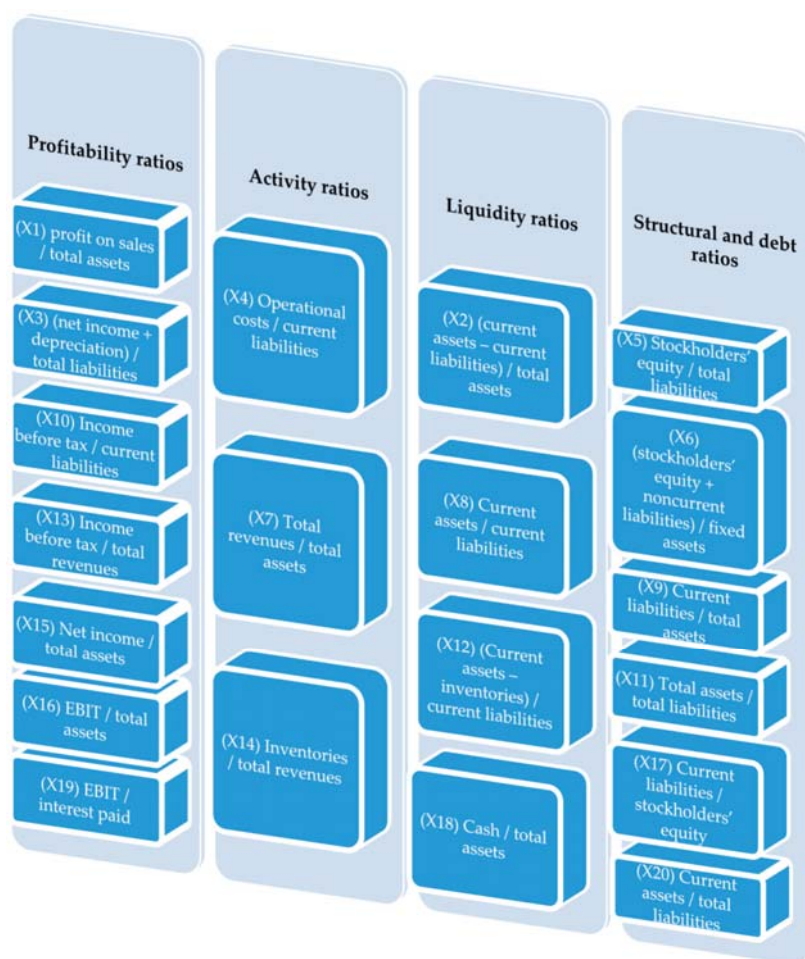 Profitability ratios
(X1) profit on sales
/ total assets
(X3) (net income +
depreciation) /
total liabilities
(X10) Income
before tax / current
liabilities
(X13) Income
before tax / total
revenues
(X15) Net income /
total assets
(X16) EBIT / total
assets
(X19) EBIT /
interest paid
Activity ratios
(X4) Operational
costs / current
liabilities
(X7) Total
revenues / total
assets
(X14) Inventories
/ total revenues
Liquidity ratios
(X2) (current
assets – current
liabilities) / total
assets
(X8) Current
assets / current
liabilities
(X12) (Current
assets –
inventories) /
current liabilities
(X18) Cash / total
assets
Structural and debt
ratios
(X5) Stockholders’
equity / total
liabilities
(X6)
(stockholders’
equity +
noncurrent
liabilities) / fixed
assets
(X9) Current
liabilities / total
assets
(X11) Total assets /
total liabilities
(X17) Current
liabilities /
stockholders’
equity
(X20) Current
assets / total
liabilities